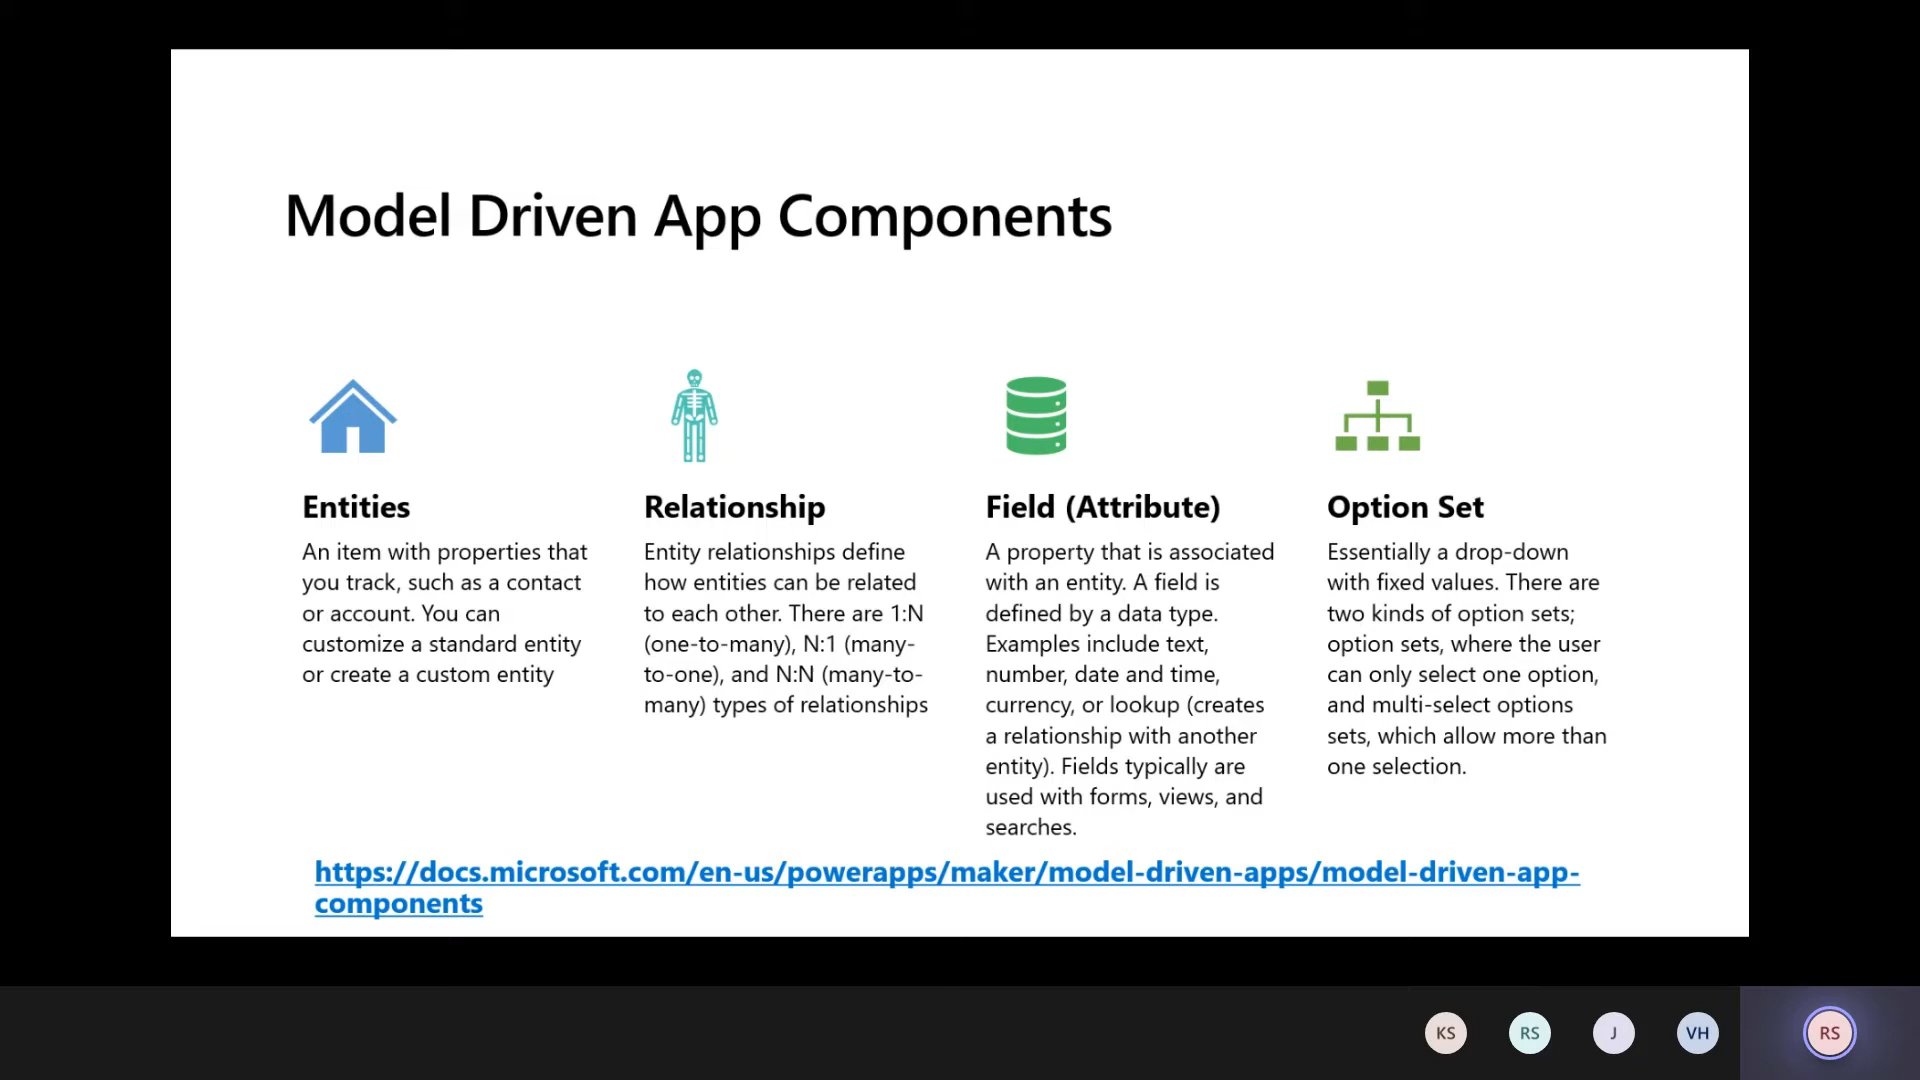 Model Driven App Components
Entities
An item with properties that
you track, such as a contact
or account. You can
customize a standard entity
or create a custom entity
Relationship
Entity relationships define
how entities can be related
to each other. There are 1:N
(one-to-many), N:1 (many-
to-one), and N:N (many-to-
many) types of relationships
Field (Attribute)
A property that is associated
with an entity. A field is
defined by a data type.
Examples include text,
number, date and time,
currency, or lookup (creates
a relationship with another
entity). Fields typically are
used with forms, views, and
searches.
Option Set
Essentially a drop-down
with fixed values. There are
two kinds of option sets;
option sets, where the user
can only select one option,
and multi-select options
sets, which allow more than
one selection.
https://docs.microsoft.com/en-us/powerapps/maker/model-driven-apps/model-driven-app-
components
KS RS J VH RS